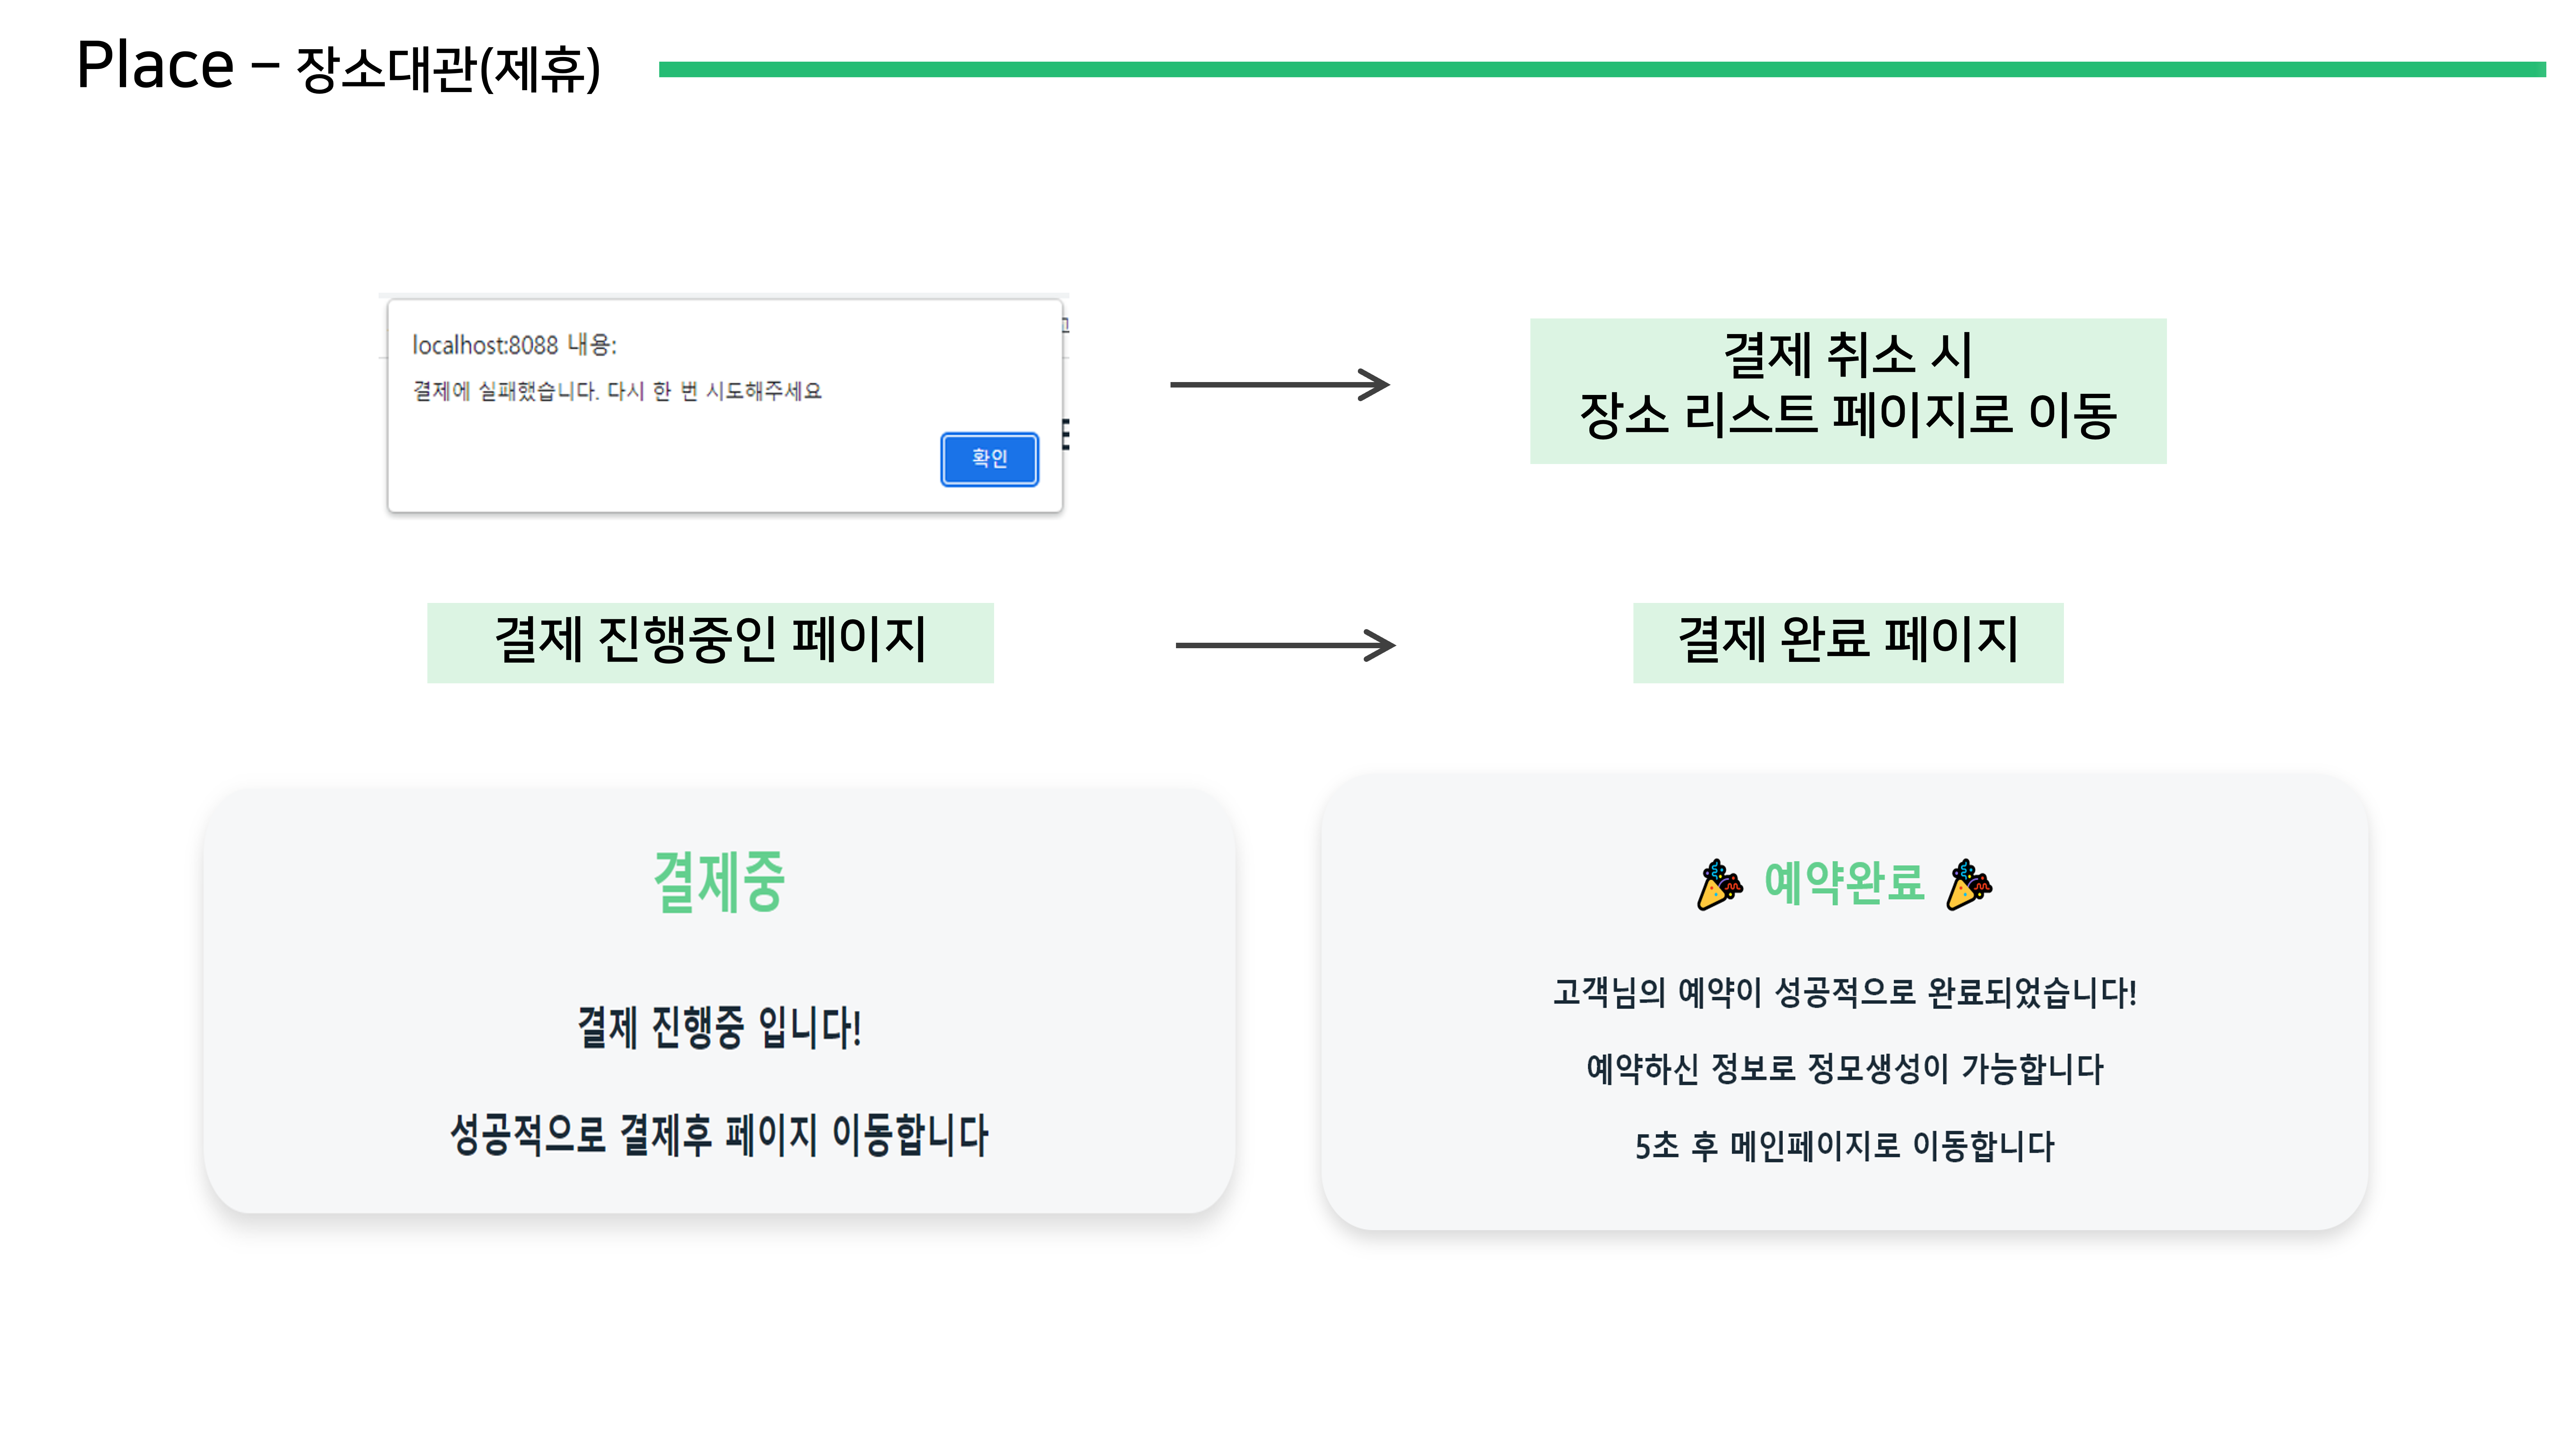 Place – 장소대관(제휴)
localhost:8088 내용:
결제에 실패했습니다. 다시 한 번 시도해주세요
확인
결제 취소 시
장소 리스트 페이지로 이동
결제 진행중인 페이지
결제 완료 페이지
결제중
결제 진행중 입니다!
성공적으로 결제후 페이지 이동합니다
예약완료
고객님의 예약이 성공적으로 완료되었습니다!
예약하신 정보로 정모생성이 가능합니다
5초 후 메인페이지로 이동합니다